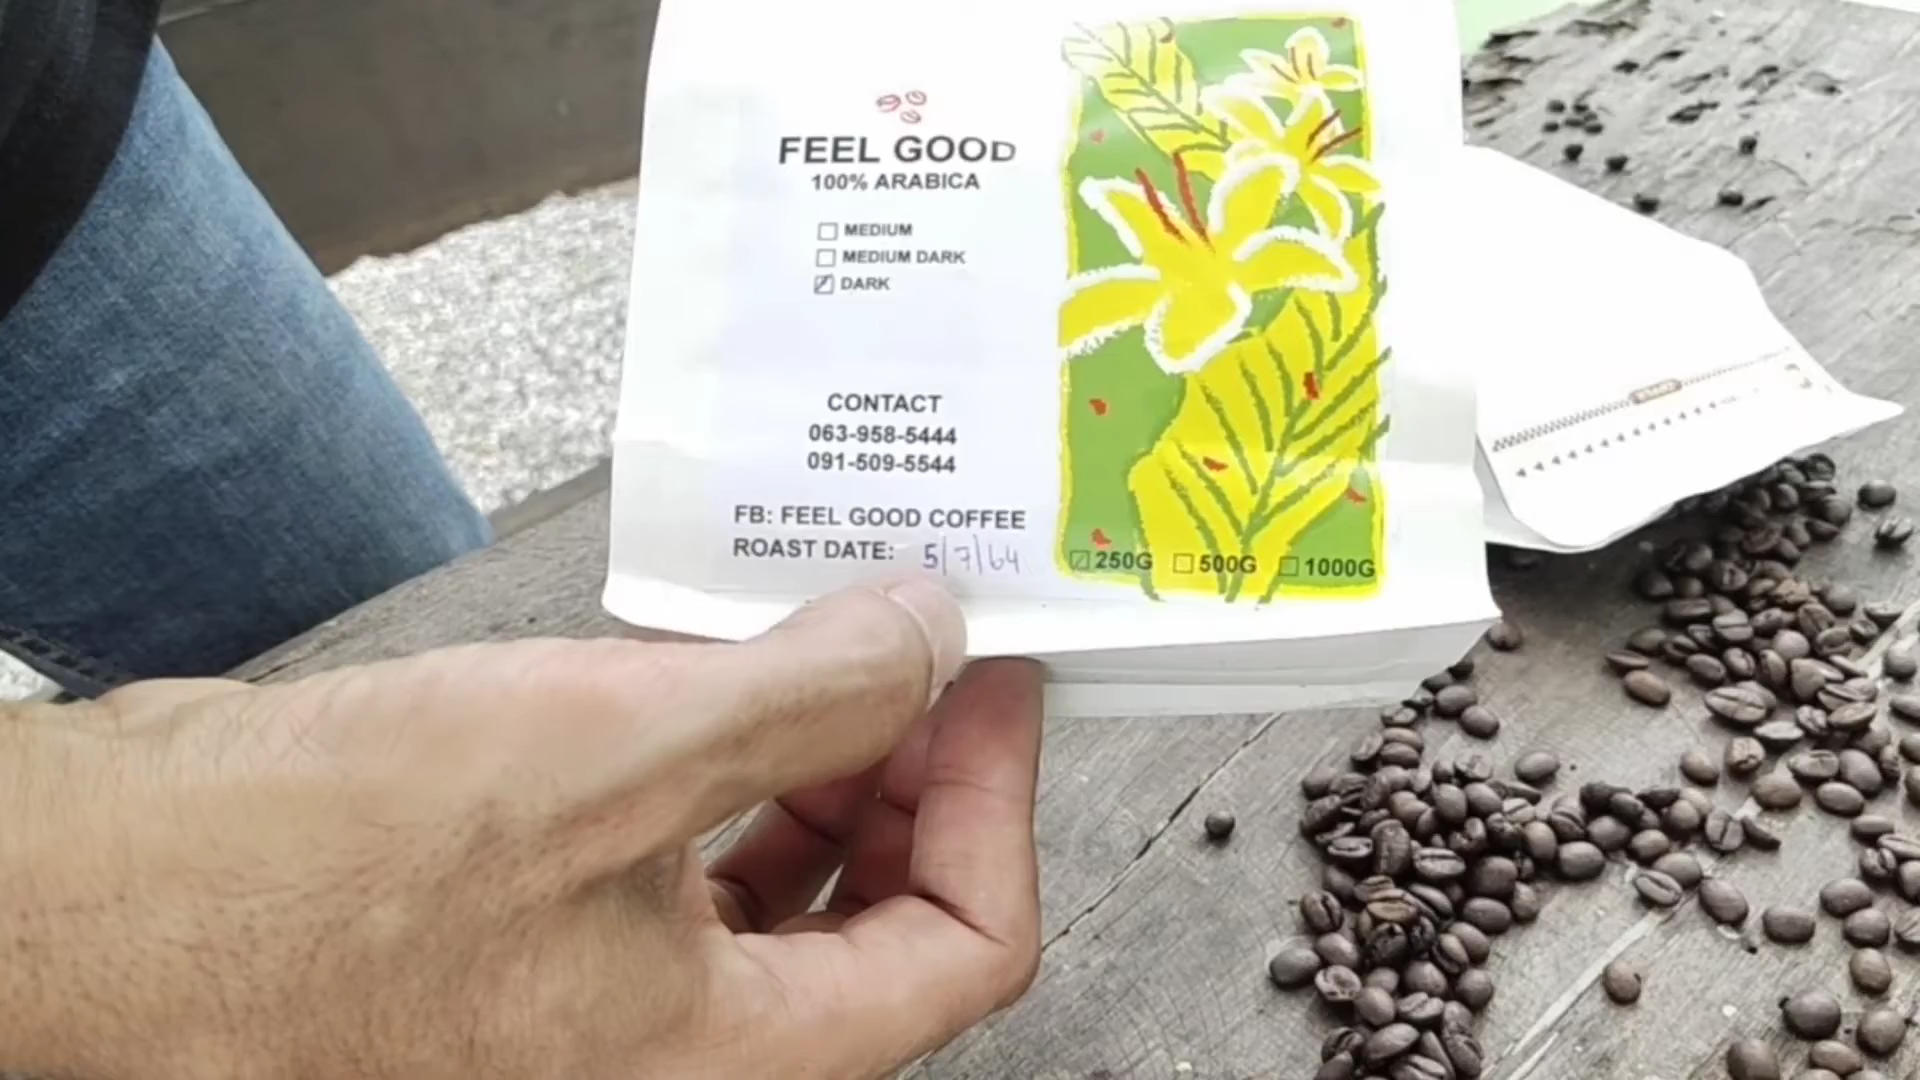 FEEL GOOD
100% ARABICA
MEDIUM
MEDIUM DARK
DARK
CONTACT
063-958-5444
091-509-5544
FB: FEEL GOOD COFFEE
ROAST DATE: 5/7/64
250G 500G 1000G